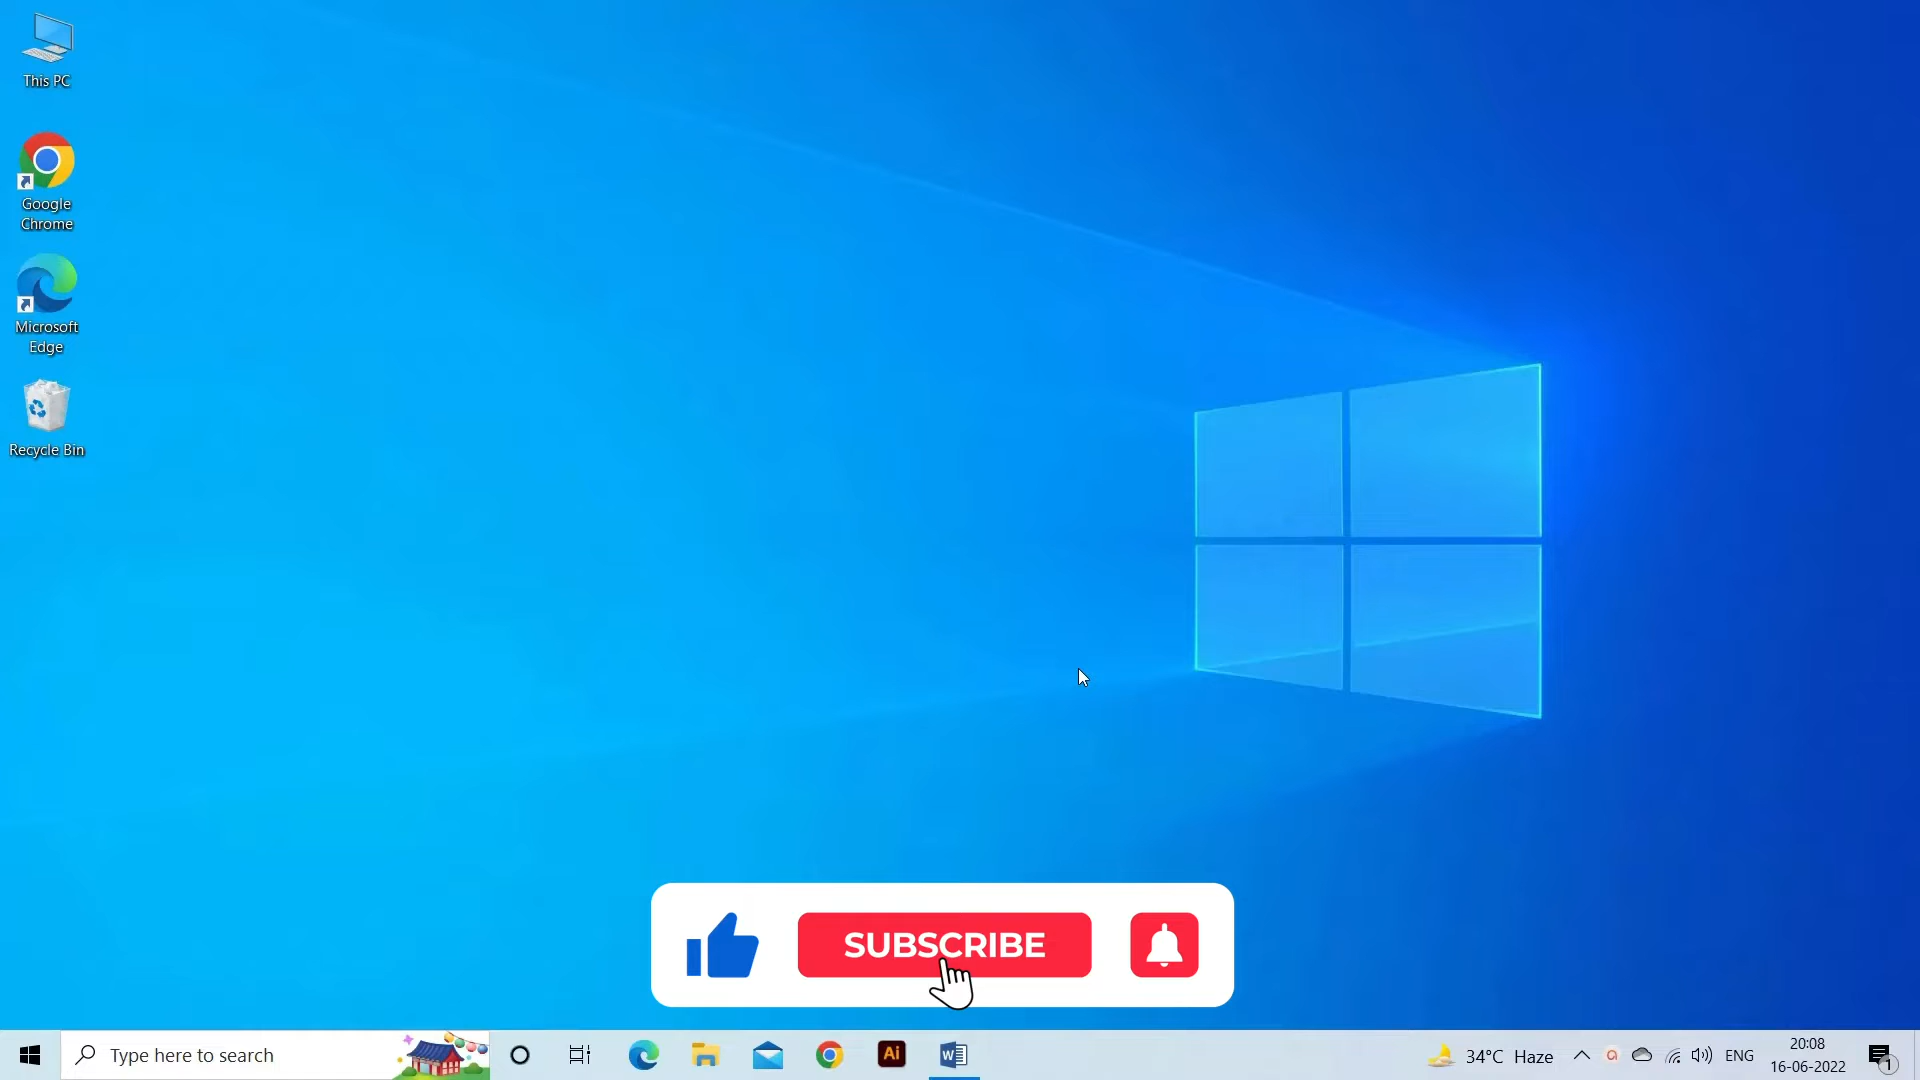 This PC
Google
Chrome
Microsoft
Edge
Recycle Bin
SUBSCRIBE
Type here to search
Ai
W
34°C Haze
ENG
20:08
16-06-2022
1